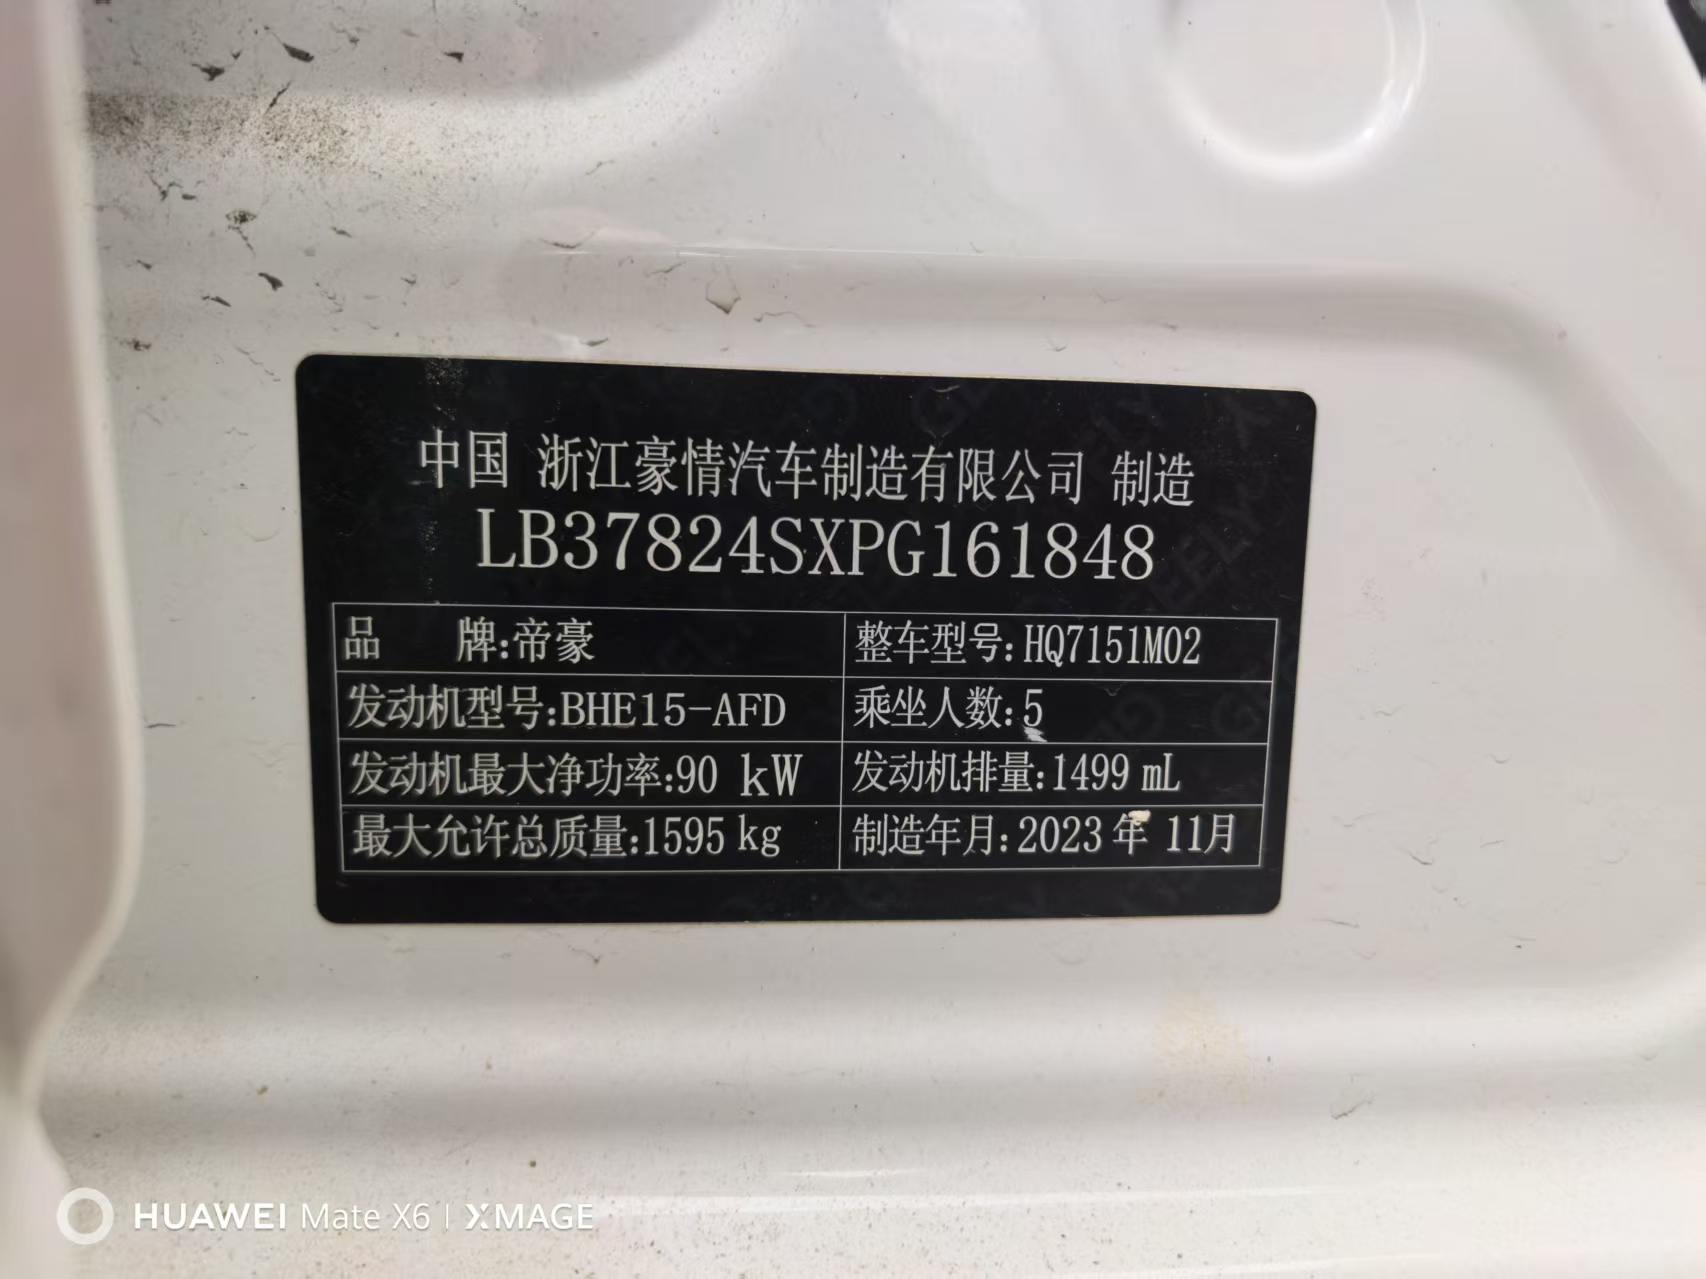 中国 浙江豪情汽车制造有限公司 制造
LB37824SXPG161848
品 牌:帝豪 整车型号:HQ7151M02
发动机型号:BHE15-AFD 乘坐人数:5
发动机最大净功率:90 kW 发动机排量:1499 mL
最大允许总质量:1595 kg 制造年月:2023年 11月
HUAWEI Mate X6 | XMAGE